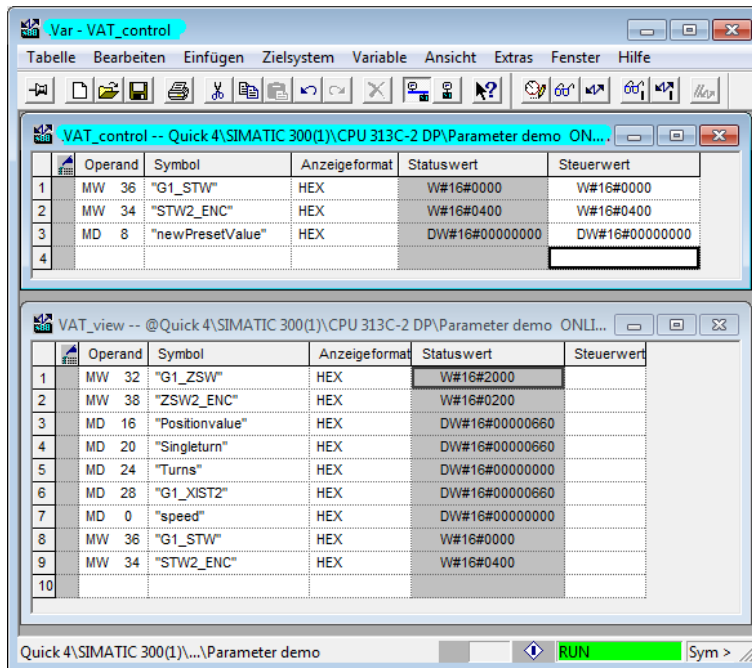 Var - VAT_control
Tabelle Bearbeiten Einfügen Zielsystem Variable Ansicht Extras Fenster Hilfe
VAT_control -- Quick 4\SIMATIC 300(1)\CPU 313C-2 DP\Parameter demo ON...
Operand Symbol Anzeigeformat Statuswert Steuerwert
1 MW 36 "G1_STW" HEX W#16#0000 W#16#0000
2 MW 34 "STW2_ENC" HEX W#16#0400 W#16#0400
3 MD 8 "newPresetValue" HEX DW#16#00000000 DW#16#00000000
4
VAT_view -- @Quick 4\SIMATIC 300(1)\CPU 313C-2 DP\Parameter demo ONLI...
Operand Symbol Anzeigeformat Statuswert Steuerwert
1 MW 32 "G1_ZSW" HEX W#16#2000
2 MW 38 "ZSW2_ENC" HEX W#16#0200
3 MD 16 "Positionvalue" HEX DW#16#00000660
4 MD 20 "Singleturn" HEX DW#16#00000660
5 MD 24 "Turns" HEX DW#16#00000000
6 MD 28 "G1_XIST2" HEX DW#16#00000660
7 MD 0 "speed" HEX DW#16#00000000
8 MW 36 "G1_STW" HEX W#16#0000
9 MW 34 "STW2_ENC" HEX W#16#0400
10
Quick 4\SIMATIC 300(1)\...\Parameter demo RUN Sym >